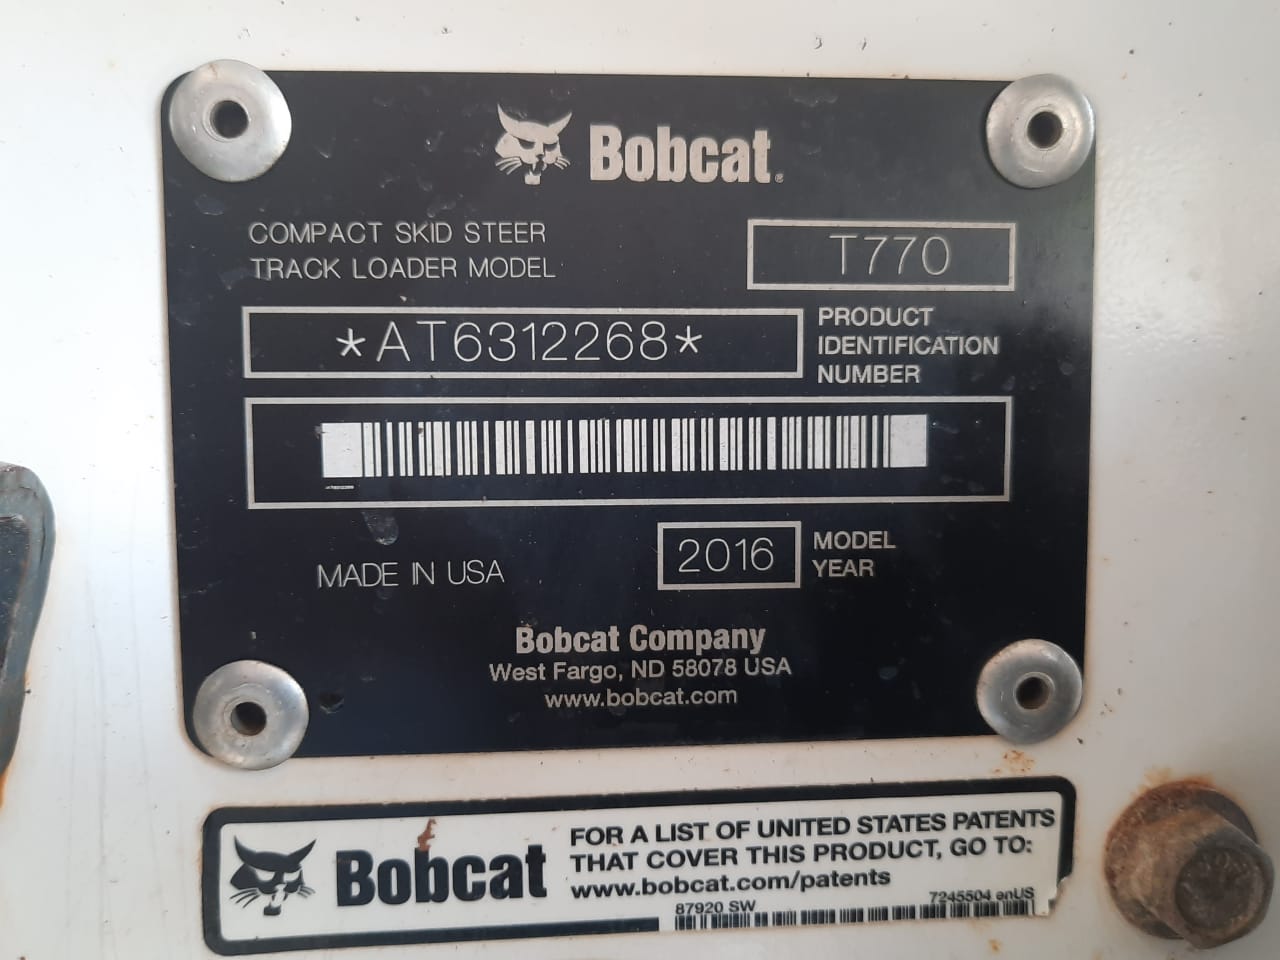 Bobcat.
COMPACT SKID STEER
TRACK LOADER MODEL
T770
*AT6312268*
PRODUCT
IDENTIFICATION
NUMBER
MADE IN USA
2016
MODEL
YEAR
Bobcat Company
West Fargo, ND 58078 USA
www.bobcat.com
Bobcat
FOR A LIST OF UNITED STATES PATENTS
THAT COVER THIS PRODUCT, GO TO:
www.bobcat.com/patents
87920 SW
7245504 enUS